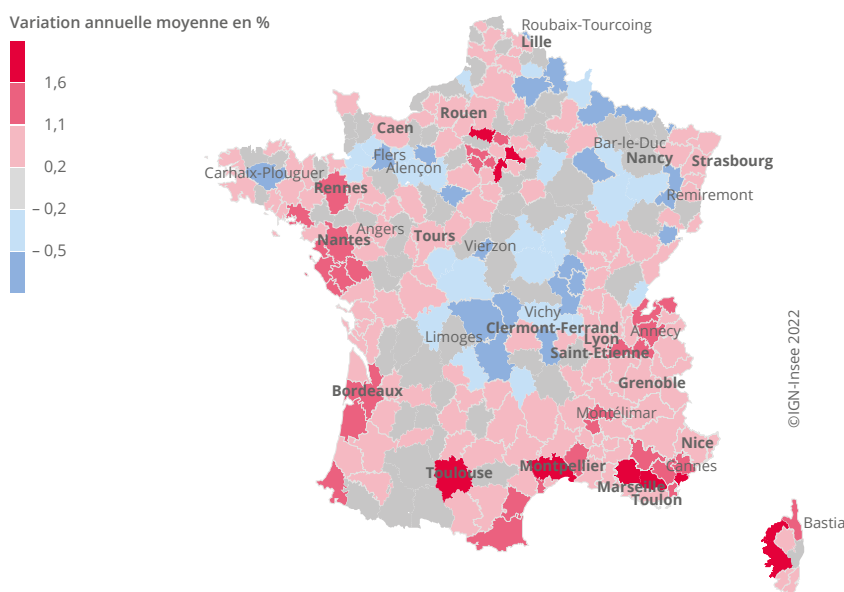 Variation annuelle moyenne en %
1,6
1,1
0,2
– 0,2
– 0,5
Roubaix-Tourcoing
Lille
Rouen
Caen
Bar-le-Duc
Flers
Nancy
Strasbourg
Alençon
Carhaix-Plouguer
Rennes
Remiremont
Angers
Nantes
Tours
Vierzon
Vichy
Clermont-Ferrand
Annecy
Limoges
Lyon
Saint-Etienne
Grenoble
Bordeaux
Montélimar
Nice
Montpellier
Cannes
Toulouse
Marseille
Toulon
Bastia
©IGN-Insee 2022